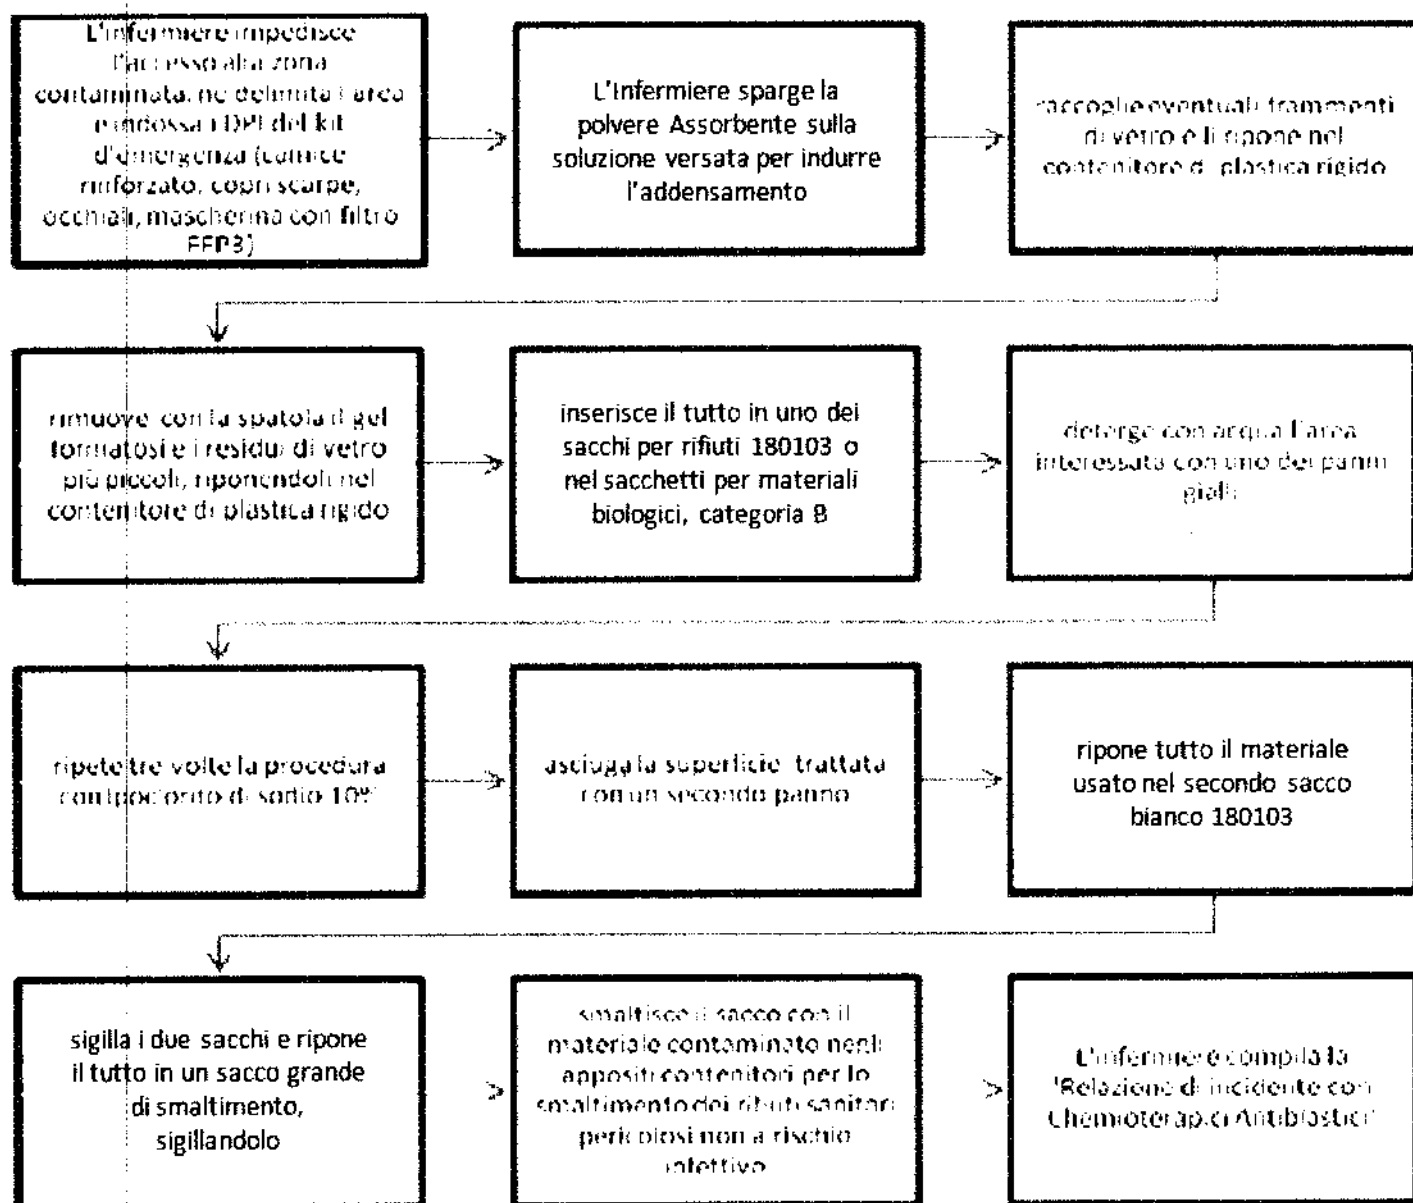 L'infermiere impedisce
l'accesso alla zona
contaminata, ne delimita l'area
e indossa i DPI del kit
d'emergenza (camice
rinforzato, copri scarpe,
occhiali, mascherina con filtro
FFP3)
L'Infermiere sparge la
polvere Assorbente sulla
soluzione versata per indurre
l'addensamento
raccoglie eventuali frammenti
di vetro e li ripone nel
contenitore di plastica rigido
rimuove con la spatola il gel
formatosi e i residui di vetro
più piccoli, riponendoli nel
contenitore di plastica rigido
inserisce il tutto in uno dei
sacchi per rifiuti 180103 o
nel sacchetti per materiali
biologici, categoria B
deterge con acqua l'area
interessata con uno dei panni
gialli
ripete tre volte la procedura
con ipoclorito di sodio 10%
asciuga la superficie trattata
con un secondo panno
ripone tutto il materiale
usato nel secondo sacco
bianco 180103
sigilla i due sacchi e ripone
il tutto in un sacco grande
di smaltimento,
sigillandolo
smaltisce il sacco con il
materiale contaminato negli
appositi contenitori per lo
smaltimento dei rifiuti sanitari
pericolosi non a rischio
infettivo
L'infermiere compila la
"Relazione di incidente con
Chemioterapici Antiblastici"